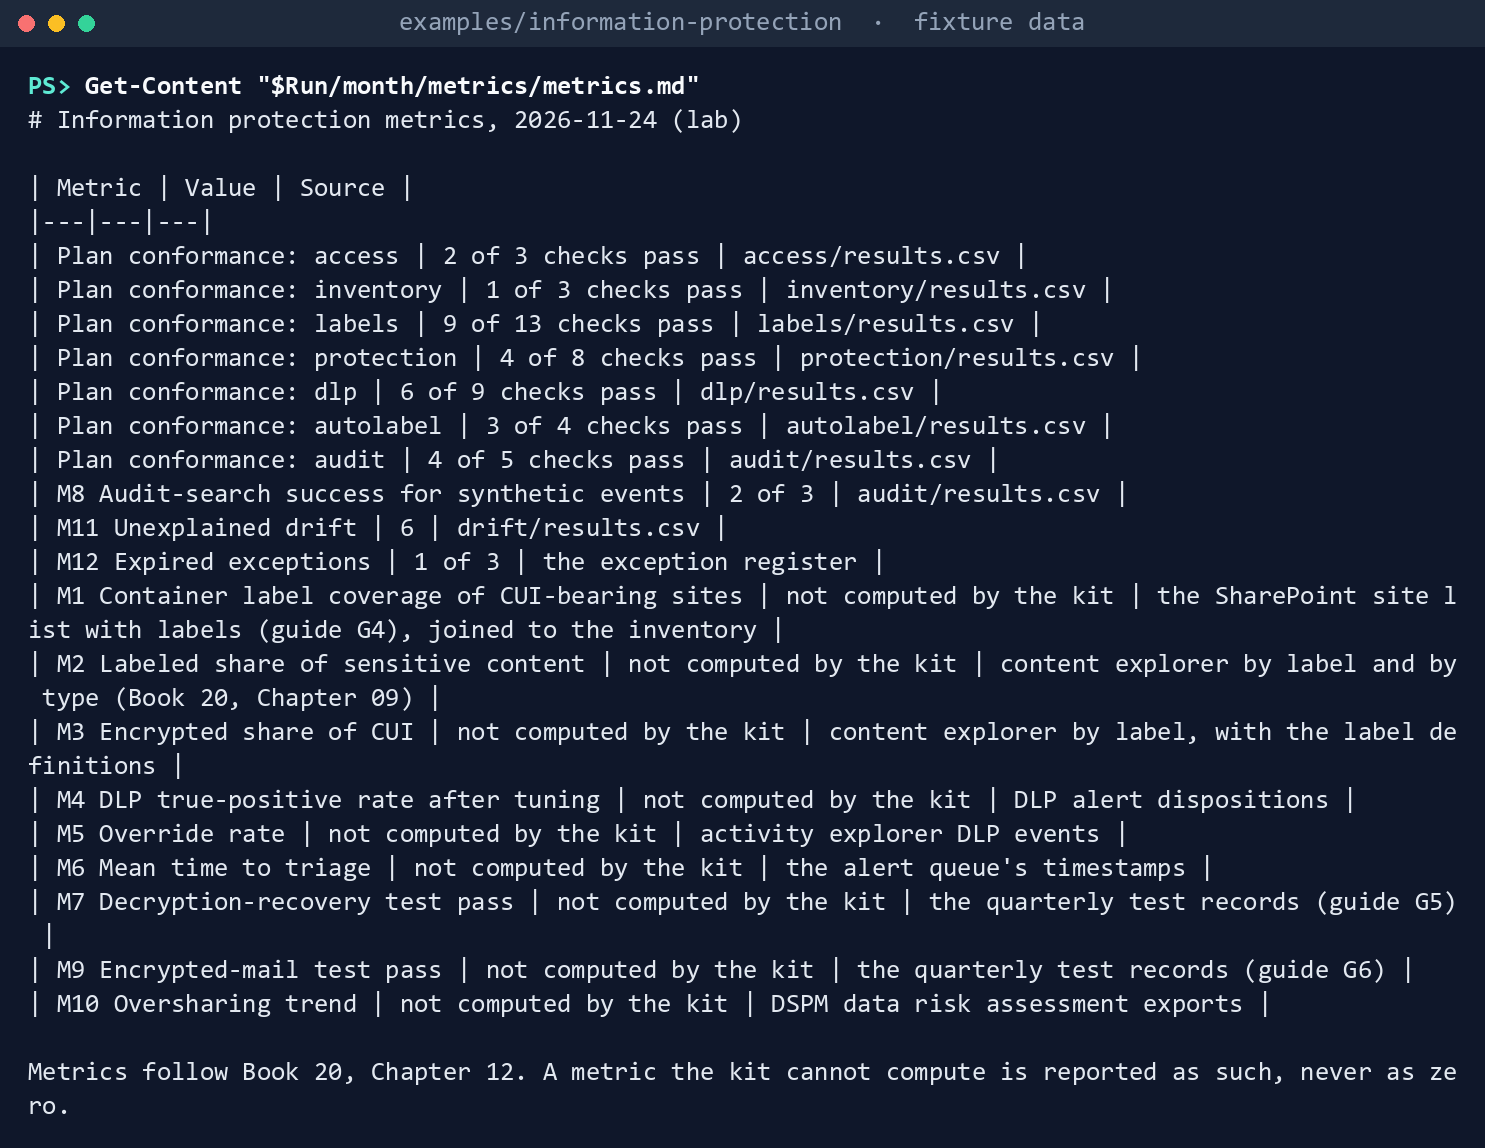 examples/information-protection · fixture data
PS> Get-Content "$Run/month/metrics/metrics.md"
# Information protection metrics, 2026-11-24 (lab)
| Metric | Value | Source |
|---|---|---|
| Plan conformance: access | 2 of 3 checks pass | access/results.csv |
| Plan conformance: inventory | 1 of 3 checks pass | inventory/results.csv |
| Plan conformance: labels | 9 of 13 checks pass | labels/results.csv |
| Plan conformance: protection | 4 of 8 checks pass | protection/results.csv |
| Plan conformance: dlp | 6 of 9 checks pass | dlp/results.csv |
| Plan conformance: autolabel | 3 of 4 checks pass | autolabel/results.csv |
| Plan conformance: audit | 4 of 5 checks pass | audit/results.csv |
| M8 Audit-search success for synthetic events | 2 of 3 | audit/results.csv |
| M11 Unexplained drift | 6 | drift/results.csv |
| M12 Expired exceptions | 1 of 3 | the exception register |
| M1 Container label coverage of CUI-bearing sites | not computed by the kit | the SharePoint site l
ist with labels (guide G4), joined to the inventory |
| M2 Labeled share of sensitive content | not computed by the kit | content explorer by label and by
 type (Book 20, Chapter 09) |
| M3 Encrypted share of CUI | not computed by the kit | content explorer by label, with the label de
finitions |
| M4 DLP true-positive rate after tuning | not computed by the kit | DLP alert dispositions |
| M5 Override rate | not computed by the kit | activity explorer DLP events |
| M6 Mean time to triage | not computed by the kit | the alert queue's timestamps |
| M7 Decryption-recovery test pass | not computed by the kit | the quarterly test records (guide G5)
 |
| M9 Encrypted-mail test pass | not computed by the kit | the quarterly test records (guide G6) |
| M10 Oversharing trend | not computed by the kit | DSPM data risk assessment exports |
Metrics follow Book 20, Chapter 12. A metric the kit cannot compute is reported as such, never as ze
ro.